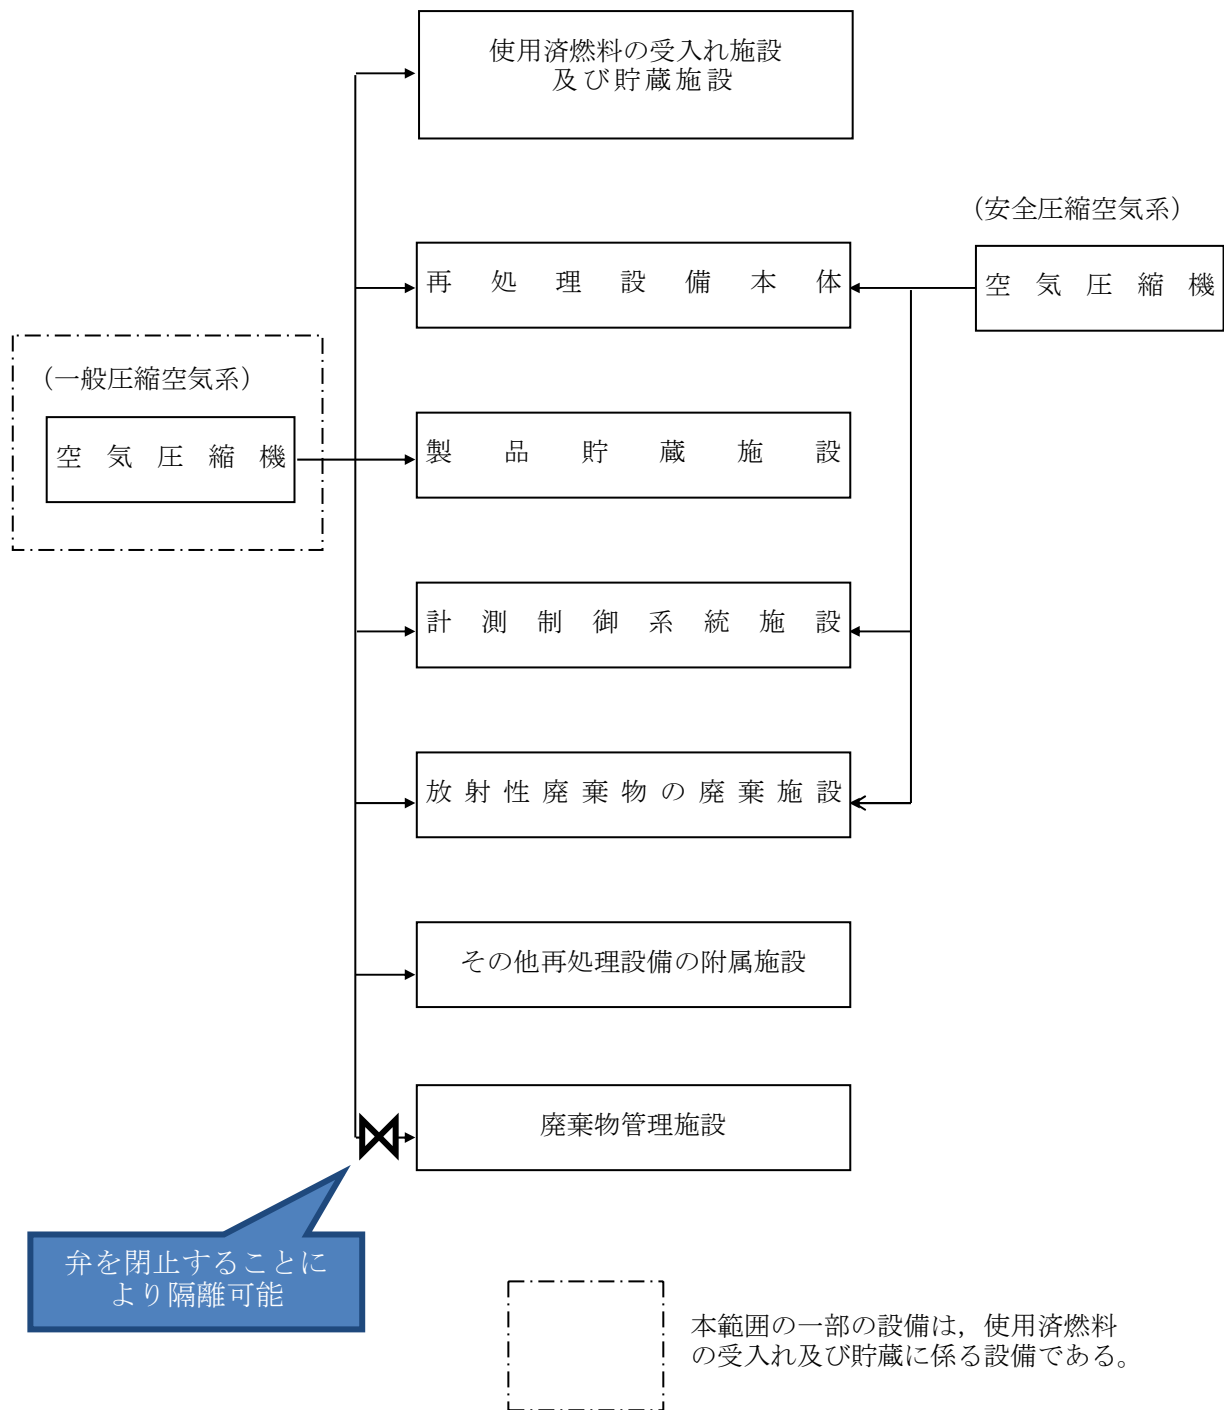 使用済燃料の受入れ施設
及び貯蔵施設
(安全圧縮空気系)
再処理設備本体
空気圧縮機
(一般圧縮空気系)
空気圧縮機
製品貯蔵施設
計測制御系統施設
放射性廃棄物の廃棄施設
その他再処理設備の附属施設
廃棄物管理施設
弁を閉止することに
より隔離可能
本範囲の一部の設備は，使用済燃料
の受入れ及び貯蔵に係る設備である。